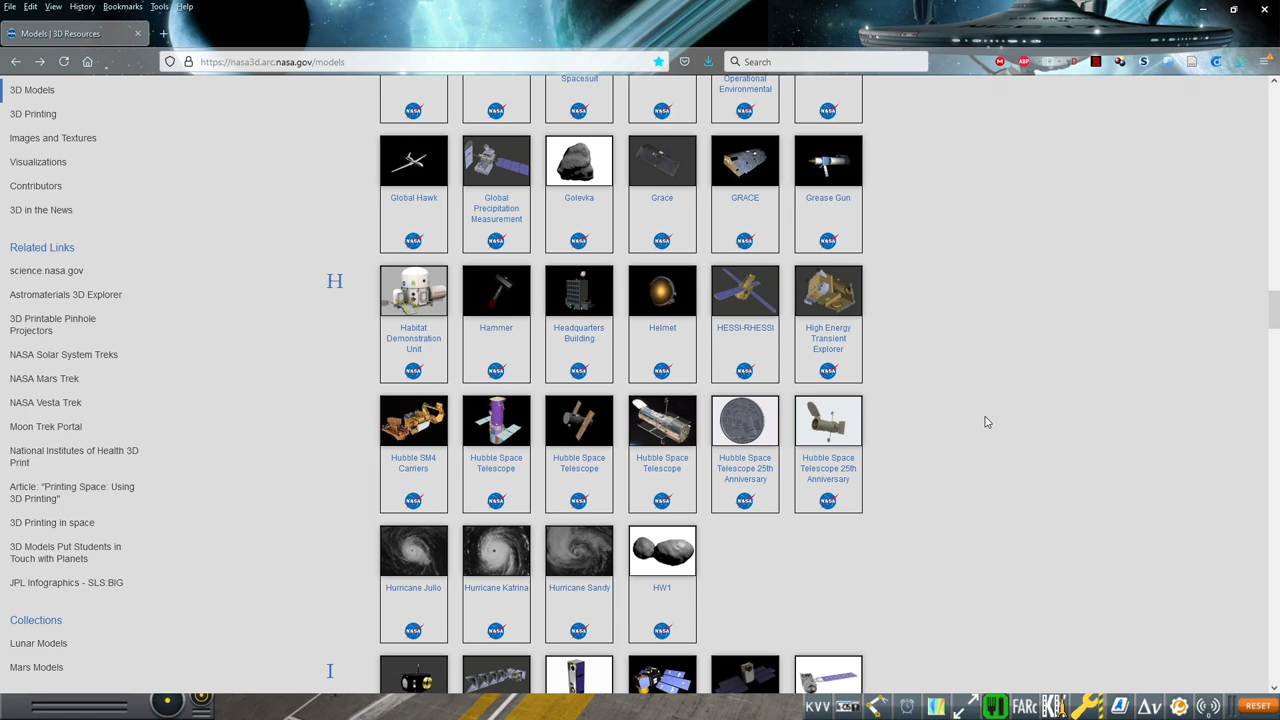 File Edit View History Bookmarks Tools Help
Models | 3D Resources
https://nasa3d.arc.nasa.gov/models
Search
3D Models
3D Printing
Images and Textures
Visualizations
Contributors
3D in the News
Related Links
science.nasa.gov
Astromaterials 3D Explorer
3D Printable Pinhole
Projectors
NASA Solar System Treks
NASA Mars Trek
NASA Vesta Trek
Moon Trek Portal
National Institutes of Health 3D
Print
Article: "Printing Space: Using
3D Printing"
3D Printing in space
3D Models Put Students in
Touch with Planets
JPL Infographics - SLS:BIG
Collections
Lunar Models
Mars Models
Spacesuit
Operational
Environmental
Global Hawk
Global
Precipitation
Measurement
Golevka
Grace
GRACE
Grease Gun
H
Habitat
Demonstration
Unit
Hammer
Headquarters
Building
Helmet
HESSI-RHESSI
High Energy
Transient
Explorer
Hubble SM4
Carriers
Hubble Space
Telescope
Hubble Space
Telescope
Hubble Space
Telescope
Hubble Space
Telescope 25th
Anniversary
Hubble Space
Telescope 25th
Anniversary
Hurricane Julio
Hurricane Katrina
Hurricane Sandy
HW1
I
KVV
FARc
Δv
RESET